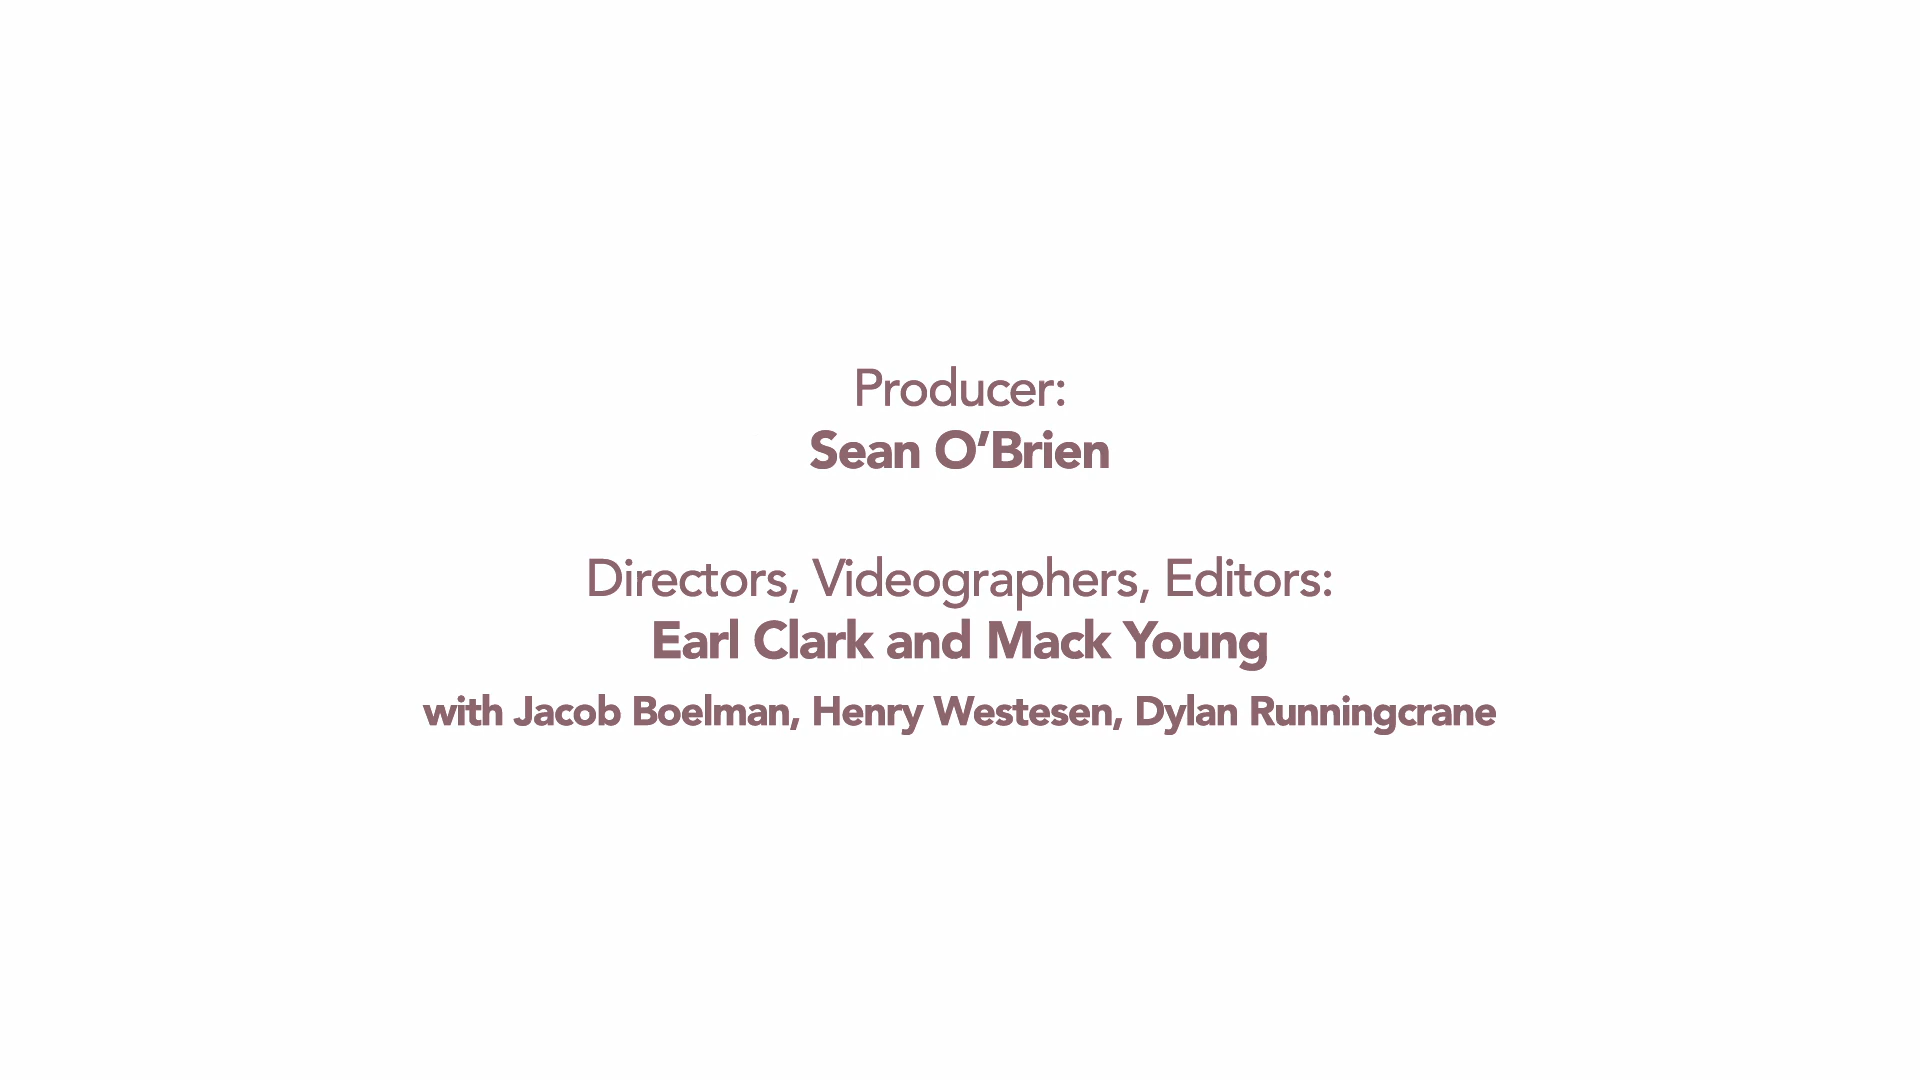 Producer:
Sean O’Brien
Directors, Videographers, Editors:
Earl Clark and Mack Young
with Jacob Boelman, Henry Westesen, Dylan Runningcrane